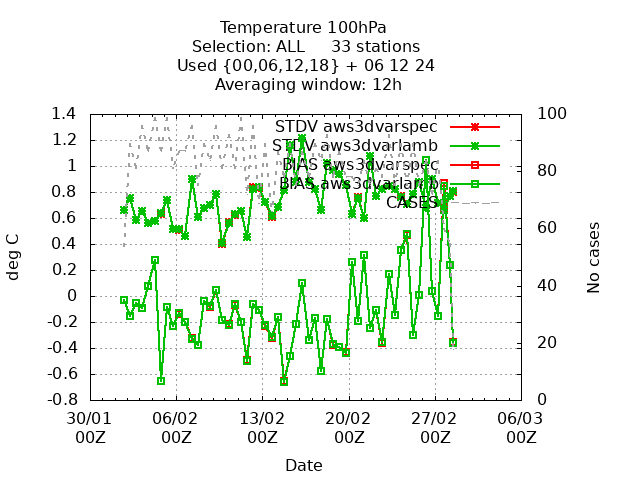 Temperature 100hPa
Selection: ALL 33 stations
Used {00,06,12,18} + 06 12 24
Averaging window: 12h
STDV aws3dvarspec
STDV aws3dvarlamb
BIAS aws3dvarspec
BIAS aws3dvarlamb
CASES
1.4
1.2
1
0.8
0.6
0.4
0.2
0
-0.2
-0.4
-0.6
-0.8
deg C
100
80
60
40
20
0
No cases
30/01 06/02 13/02 20/02 27/02 06/03
00Z 00Z 00Z 00Z 00Z 00Z
Date